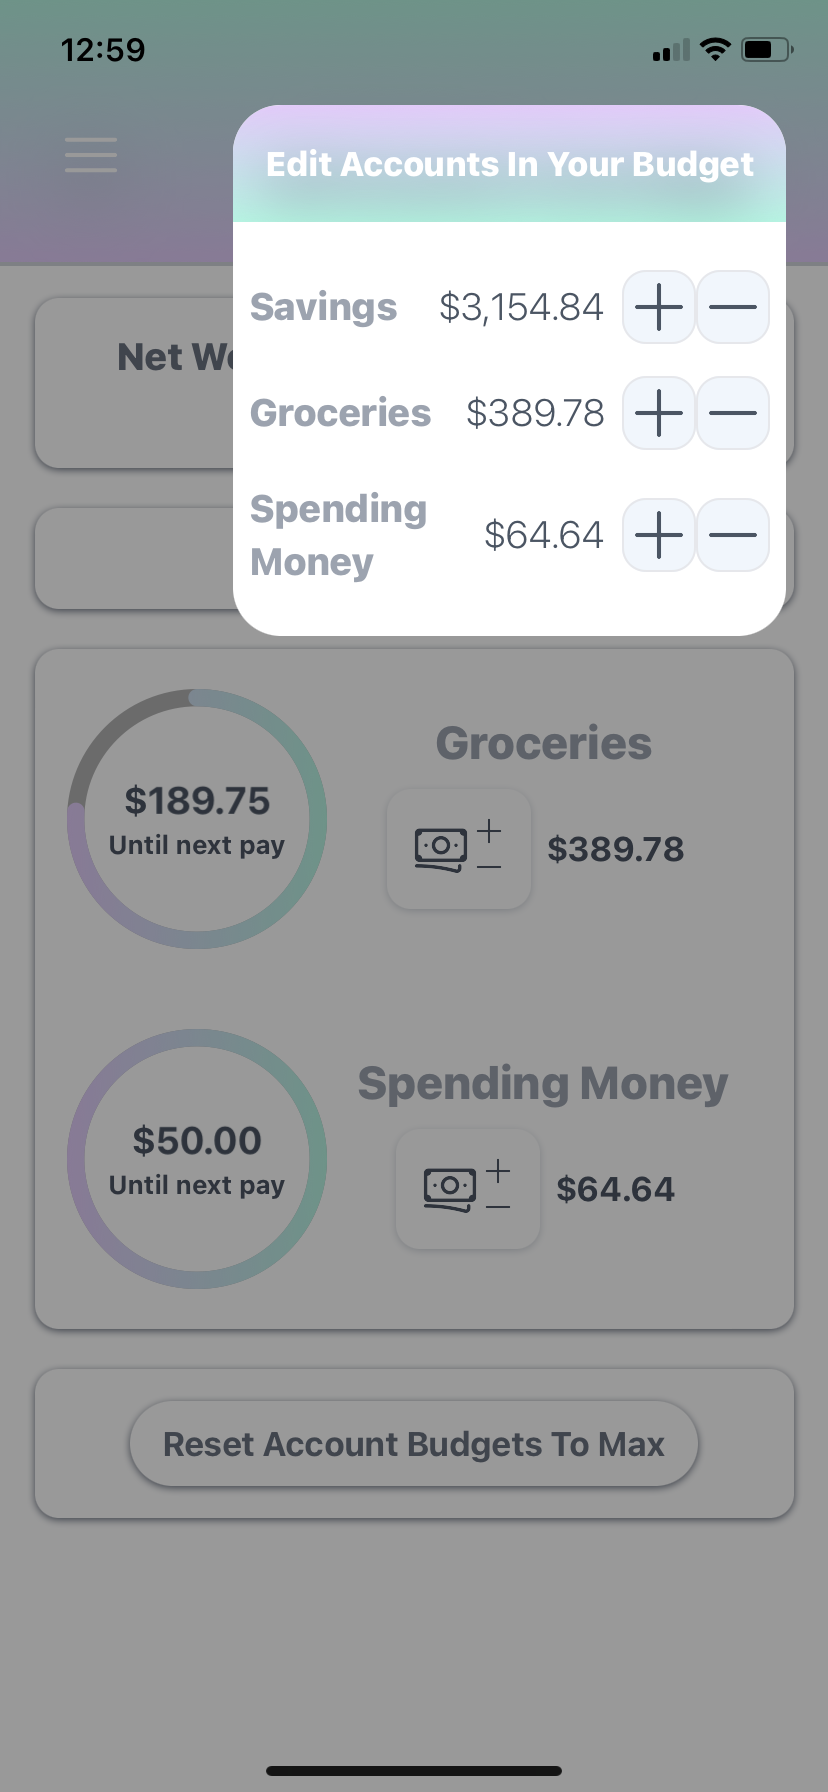 12:59
Edit Accounts In Your Budget
Savings $3,154.84
Groceries $389.78
Spending
Money $64.64
Net
Groceries
$189.75
Until next pay
$389.78
Spending Money
$50.00
Until next pay
$64.64
Reset Account Budgets To Max